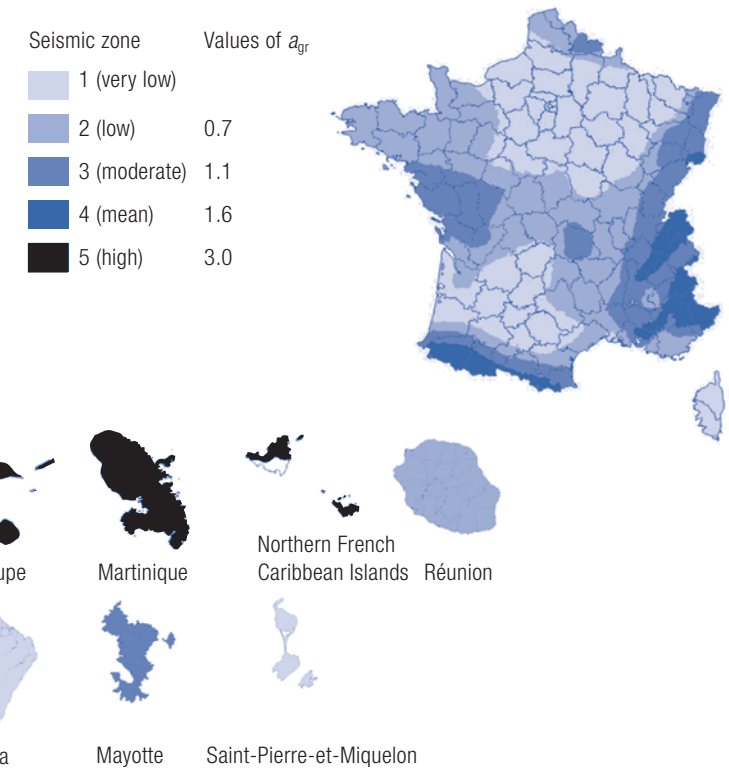 Seismic zone Values of agr
1 (very low)
2 (low) 0.7
3 (moderate) 1.1
4 (mean) 1.6
5 (high) 3.0
Northern French
upe Martinique Caribbean Islands Réunion
a Mayotte Saint-Pierre-et-Miquelon